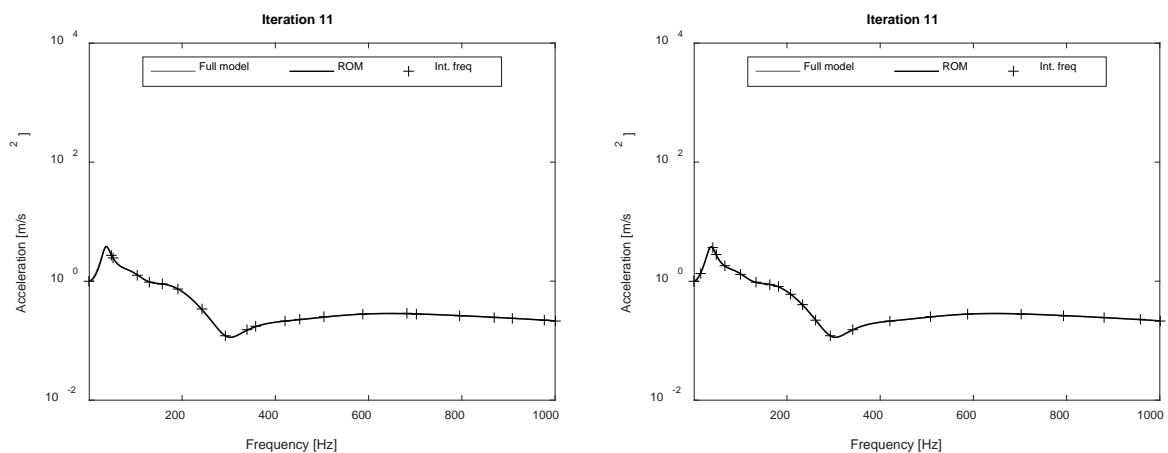 Iteration 11
10 4
Full model ROM Int. freq
10 2
Acceleration [m/s 2 ]
10 0
10 -2
200 400 600 800 1000
Frequency [Hz]
Iteration 11
10 4
Full model ROM Int. freq
10 2
Acceleration [m/s 2 ]
10 0
10 -2
200 400 600 800 1000
Frequency [Hz]